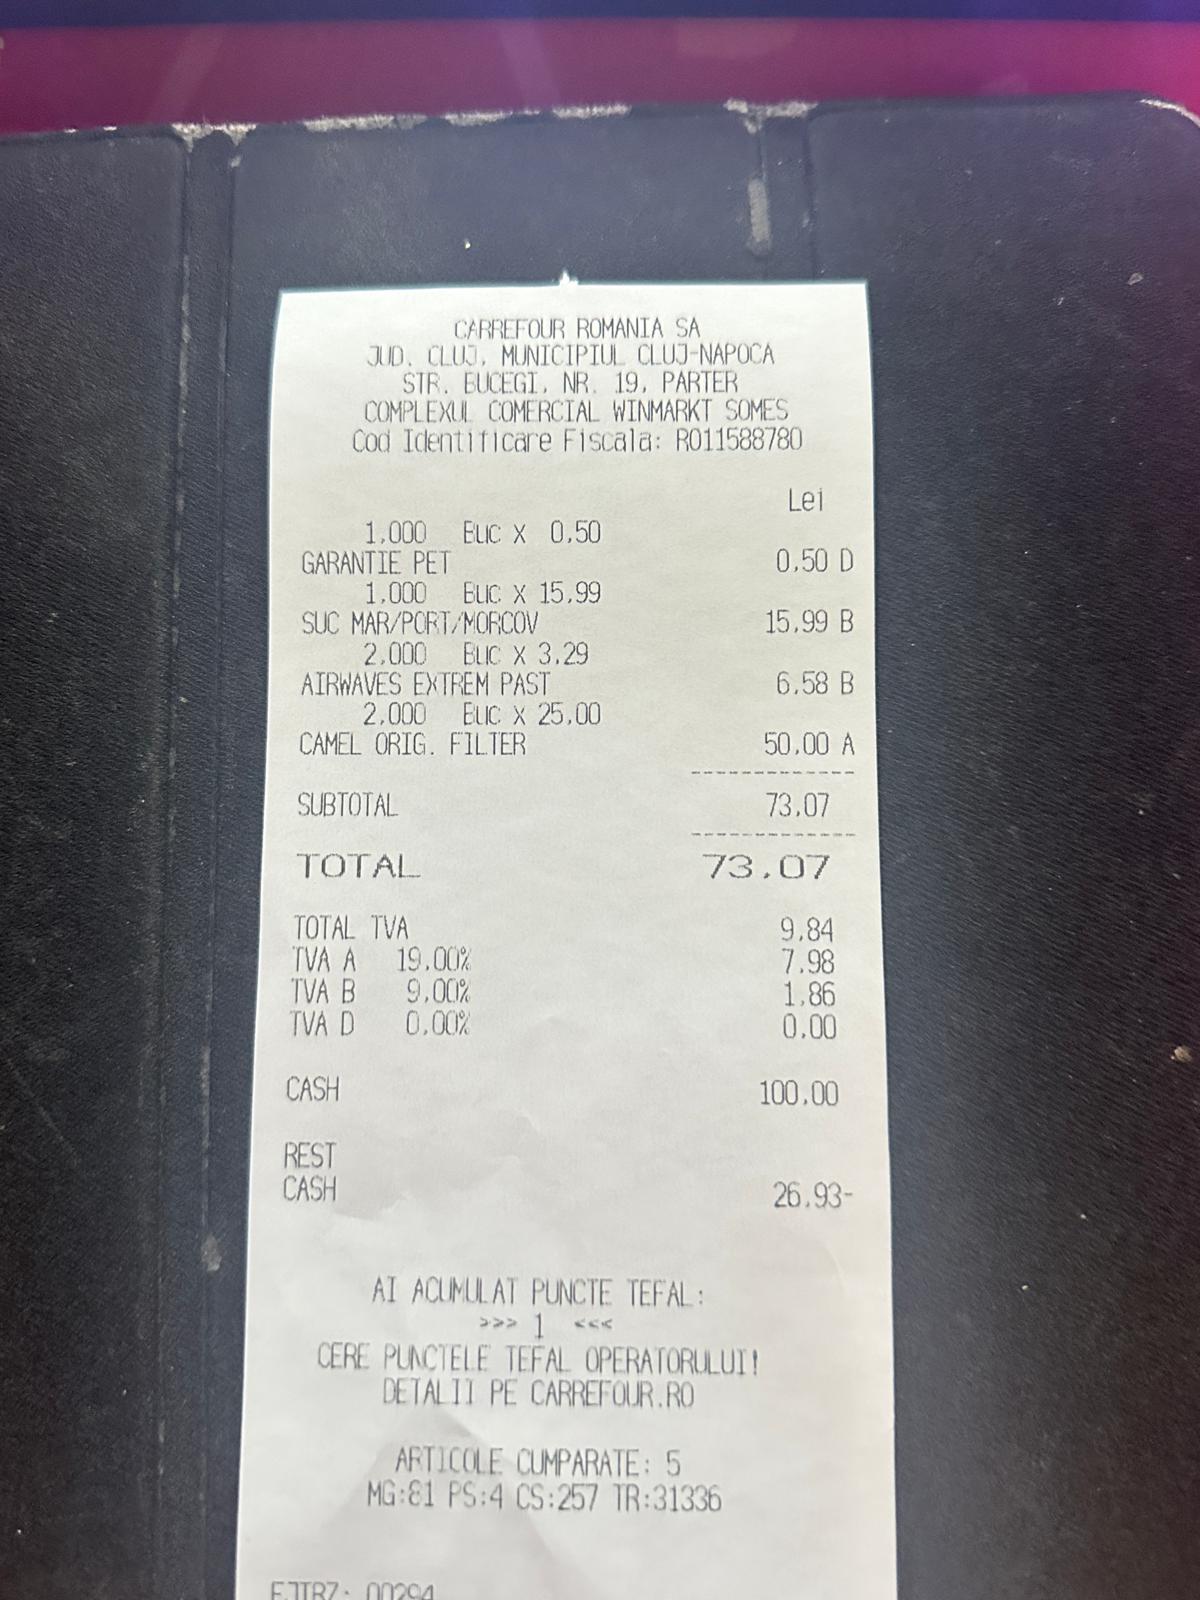 CARREFOUR ROMANIA SA
JUD. CLUJ, MUNICIPIUL CLUJ-NAPOCA
STR. BUCEGI, NR. 19, PARTER
COMPLEXUL COMERCIAL WINMARKT SOMES
Cod Identificare Fiscala: RO11588780
Lei
1,000 Buc X 0,50
GARANTIE PET 0,50 D
1,000 Buc X 15,99
SUC MAR/PORT/MORCOV 15,99 B
2,000 Buc X 3,29
AIRWAVES EXTREM PAST 6,58 B
2,000 Buc X 25,00
CAMEL ORIG. FILTER 50,00 A
SUBTOTAL 73,07
TOTAL 73,07
TOTAL TVA 9,84
TVA A 19,00% 7,98
TVA B 9,00% 1,86
TVA D 0,00% 0,00
CASH 100,00
REST
CASH 26,93-
AI ACUMULAT PUNCTE TEFAL:
>>> 1 <<<
CERE PUNCTELE TEFAL OPERATORULUI!
DETALII PE CARREFOUR.RO
ARTICOLE CUMPARATE: 5
MG:81 PS:4 CS:257 TR:31336